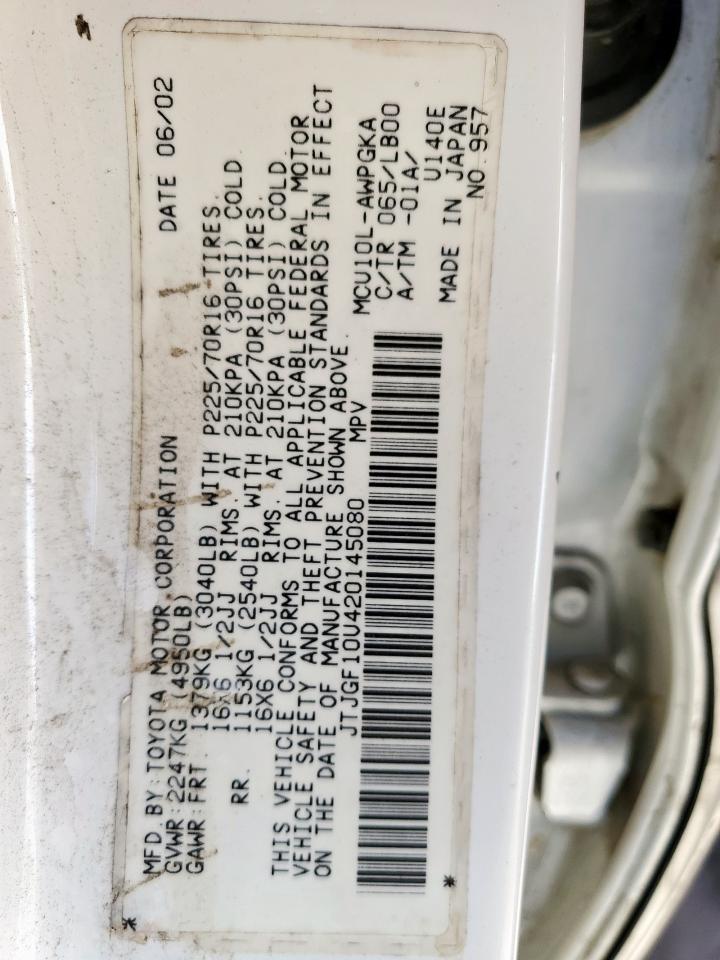 MFD.BY:TOYOTA MOTOR CORPORATION DATE 06/02
GVWR:2247KG (4950LB)
GAWR:FRT. 1379KG (3040LB) WITH P225/70R16 TIRES.
16X6 1/2JJ RIMS. AT 210KPA (30PSI) COLD
RR. 1153KG (2540LB) WITH P225/70R16 TIRES.
16X6 1/2JJ RIMS. AT 210KPA (30PSI) COLD.
THIS VEHICLE CONFORMS TO ALL APPLICABLE FEDERAL MOTOR
VEHICLE SAFETY AND THEFT PREVENTION STANDARDS IN EFFECT
ON THE DATE OF MANUFACTURE SHOWN ABOVE.
JTJGF10U420145080 MPV
MCU10L-AWPGKA
C/TR 065/LB00
A/TM -01A/
U140E
MADE IN JAPAN
NO.957